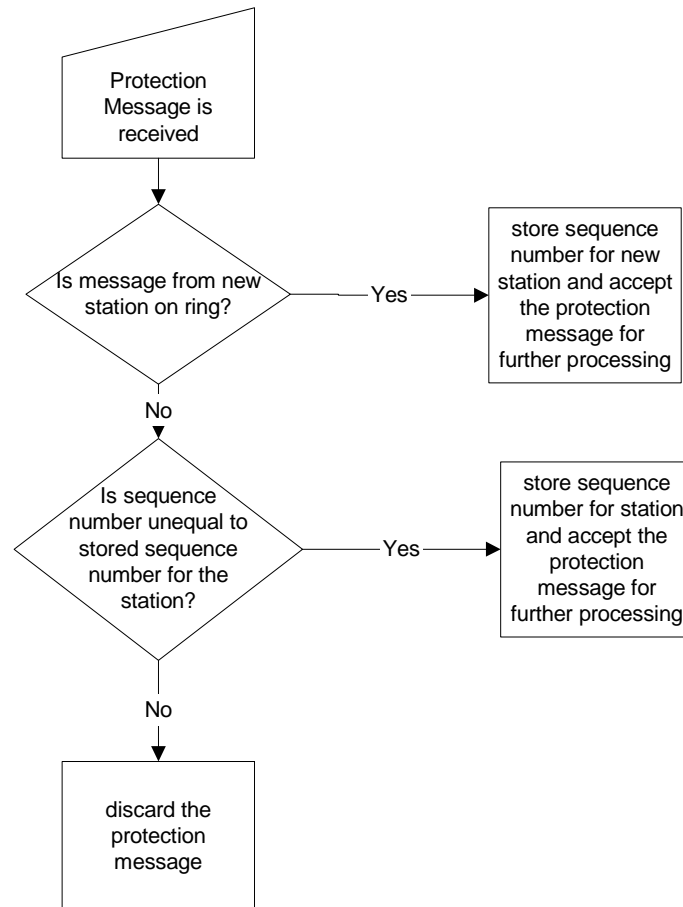 Protection
Message is
received
Is message from new
station on ring?
Yes
store sequence
number for new
station and accept
the protection
message for
further processing
No
Is sequence
number unequal to
stored sequence
number for the
station?
Yes
store sequence
number for station
and accept the
protection
message for
further processing
No
discard the
protection
message